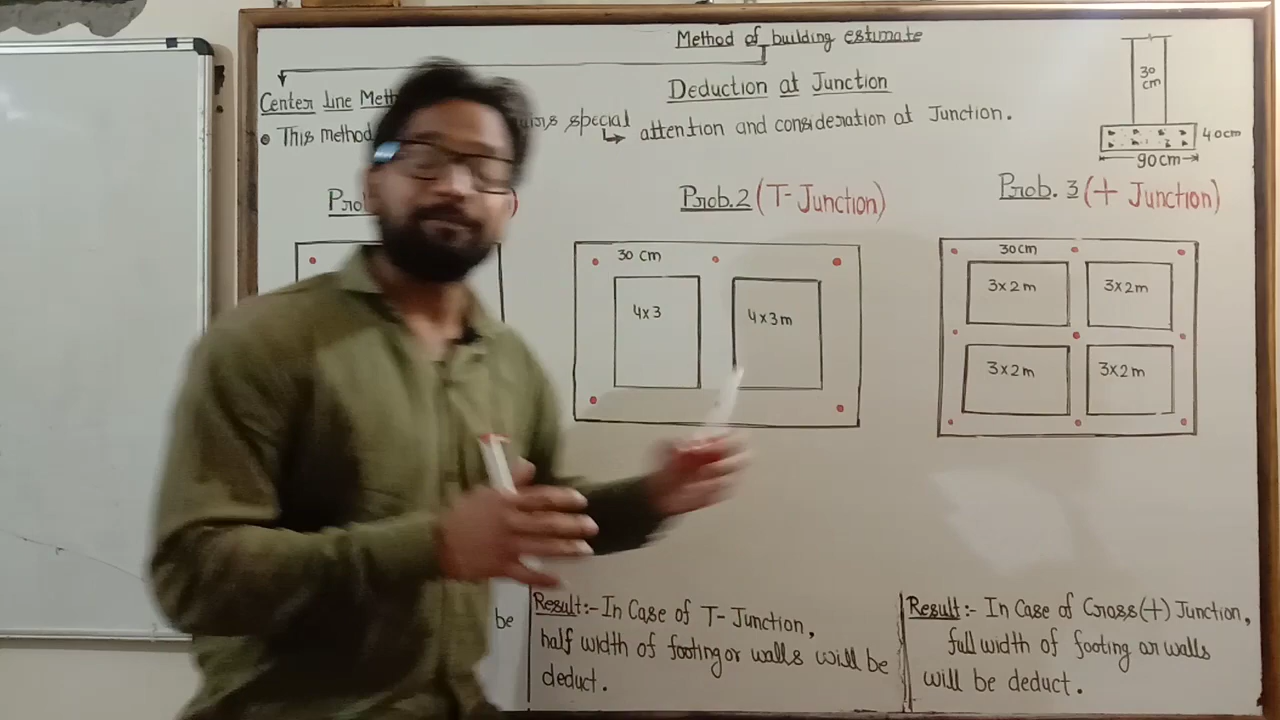 Method of building estimate
Center line Meth
Deduction at Junction
• This method
special
attention and consideration at Junction.
30 cm
40cm
90cm
Prob.2 (T-Junction)
Prob. 3 (+ Junction)
30 cm
4x3
4x3m
30cm
3x2m
3x2m
3x2m
3x2m
be
Result:- In Case of T-Junction,
half width of footing or walls will be
deduct.
Result:- In Case of Cross(+) Junction,
full width of footing or walls
will be deduct.